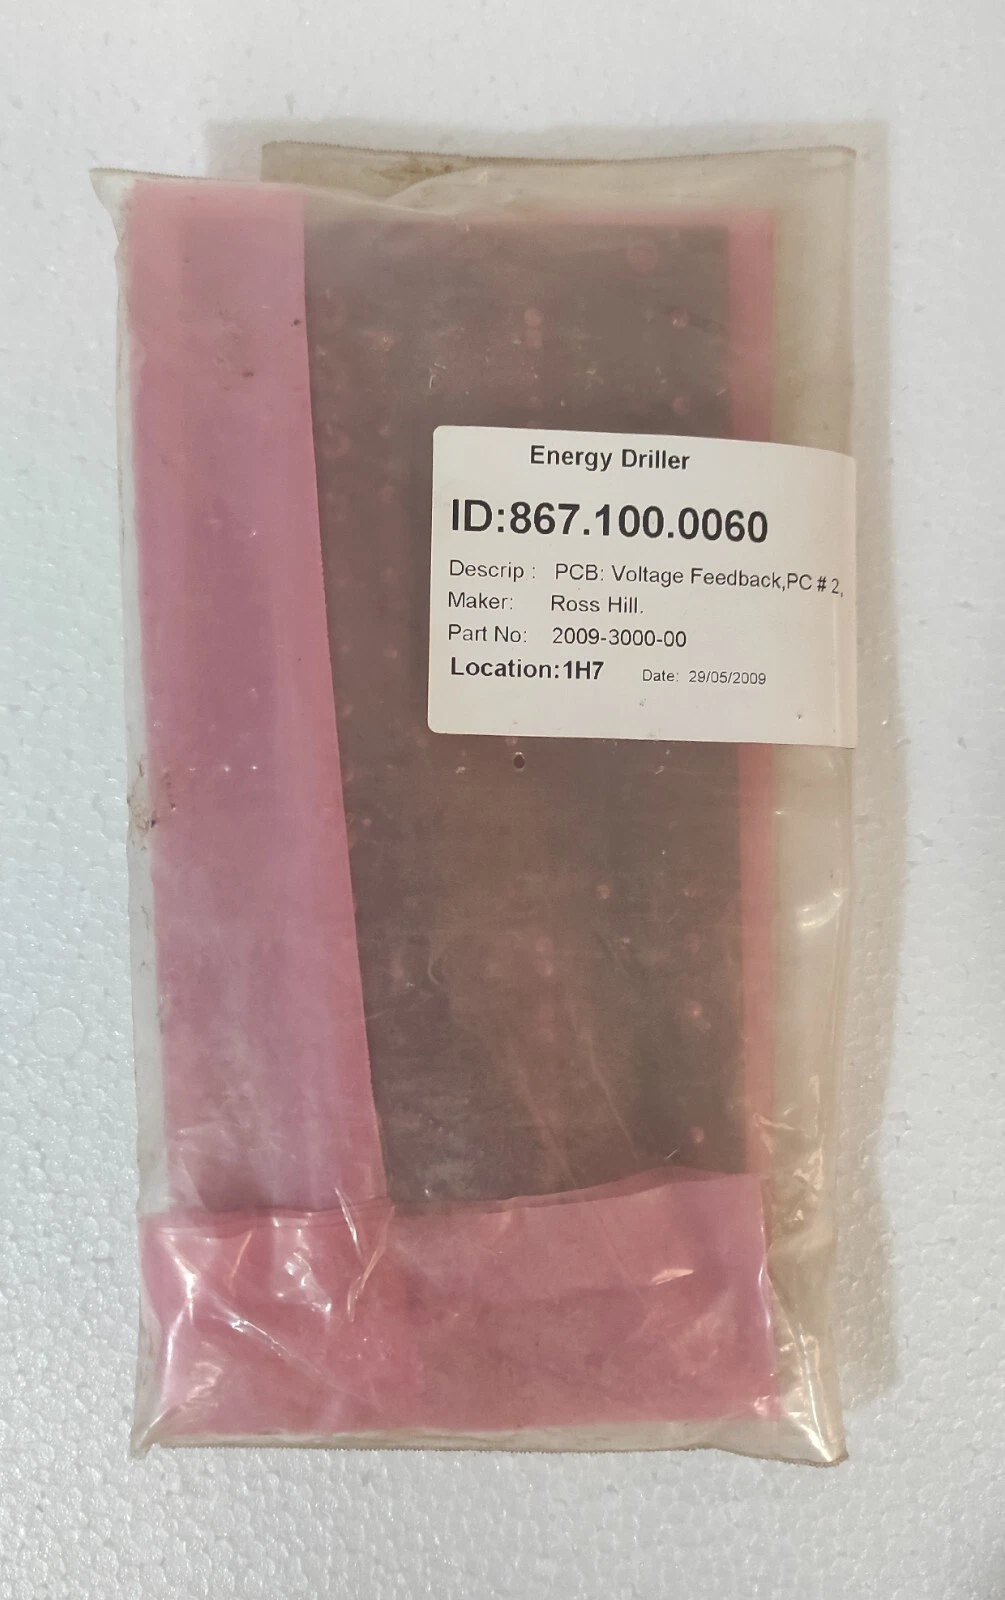 Energy Driller
ID:867.100.0060
Descrip : PCB: Voltage Feedback,PC # 2,
Maker: Ross Hill.
Part No: 2009-3000-00
Location:1H7 Date: 29/05/2009